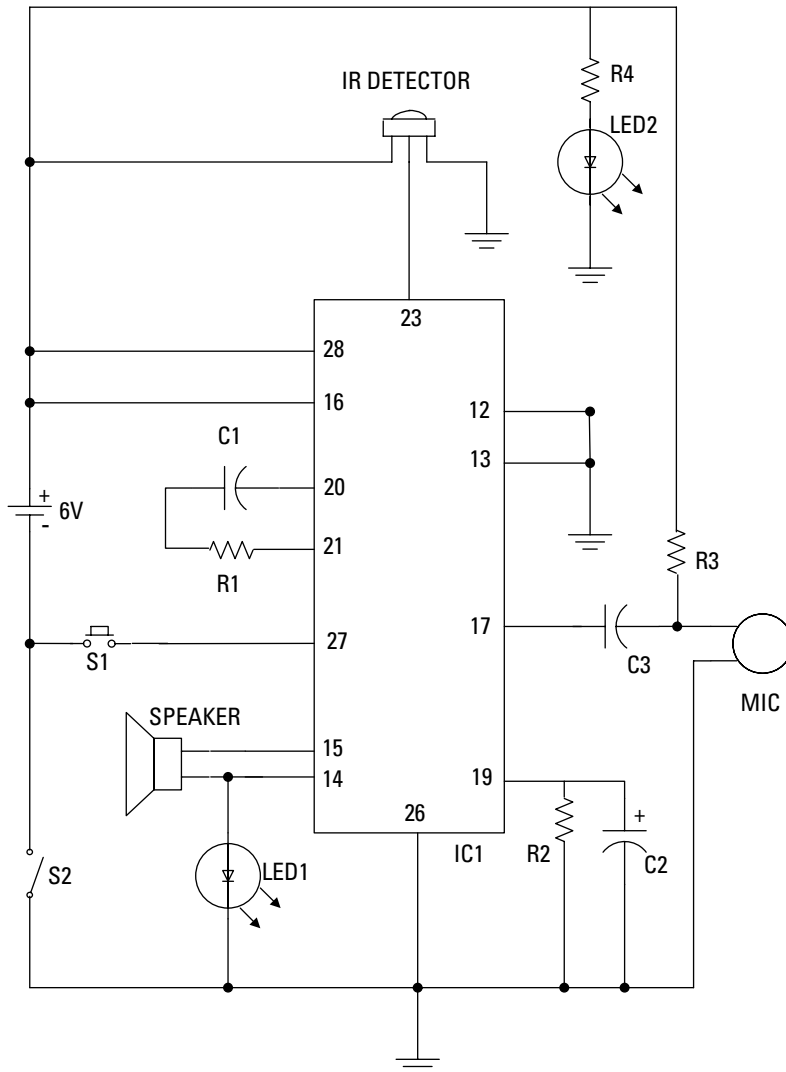 R4
IR DETECTOR
LED2
23
28
16
12
C1
13
20
+
6V
-
21
R3
R1
17
27
S1
C3
MIC
SPEAKER
15
14
19
26
+
R2
C2
IC1
LED1
S2